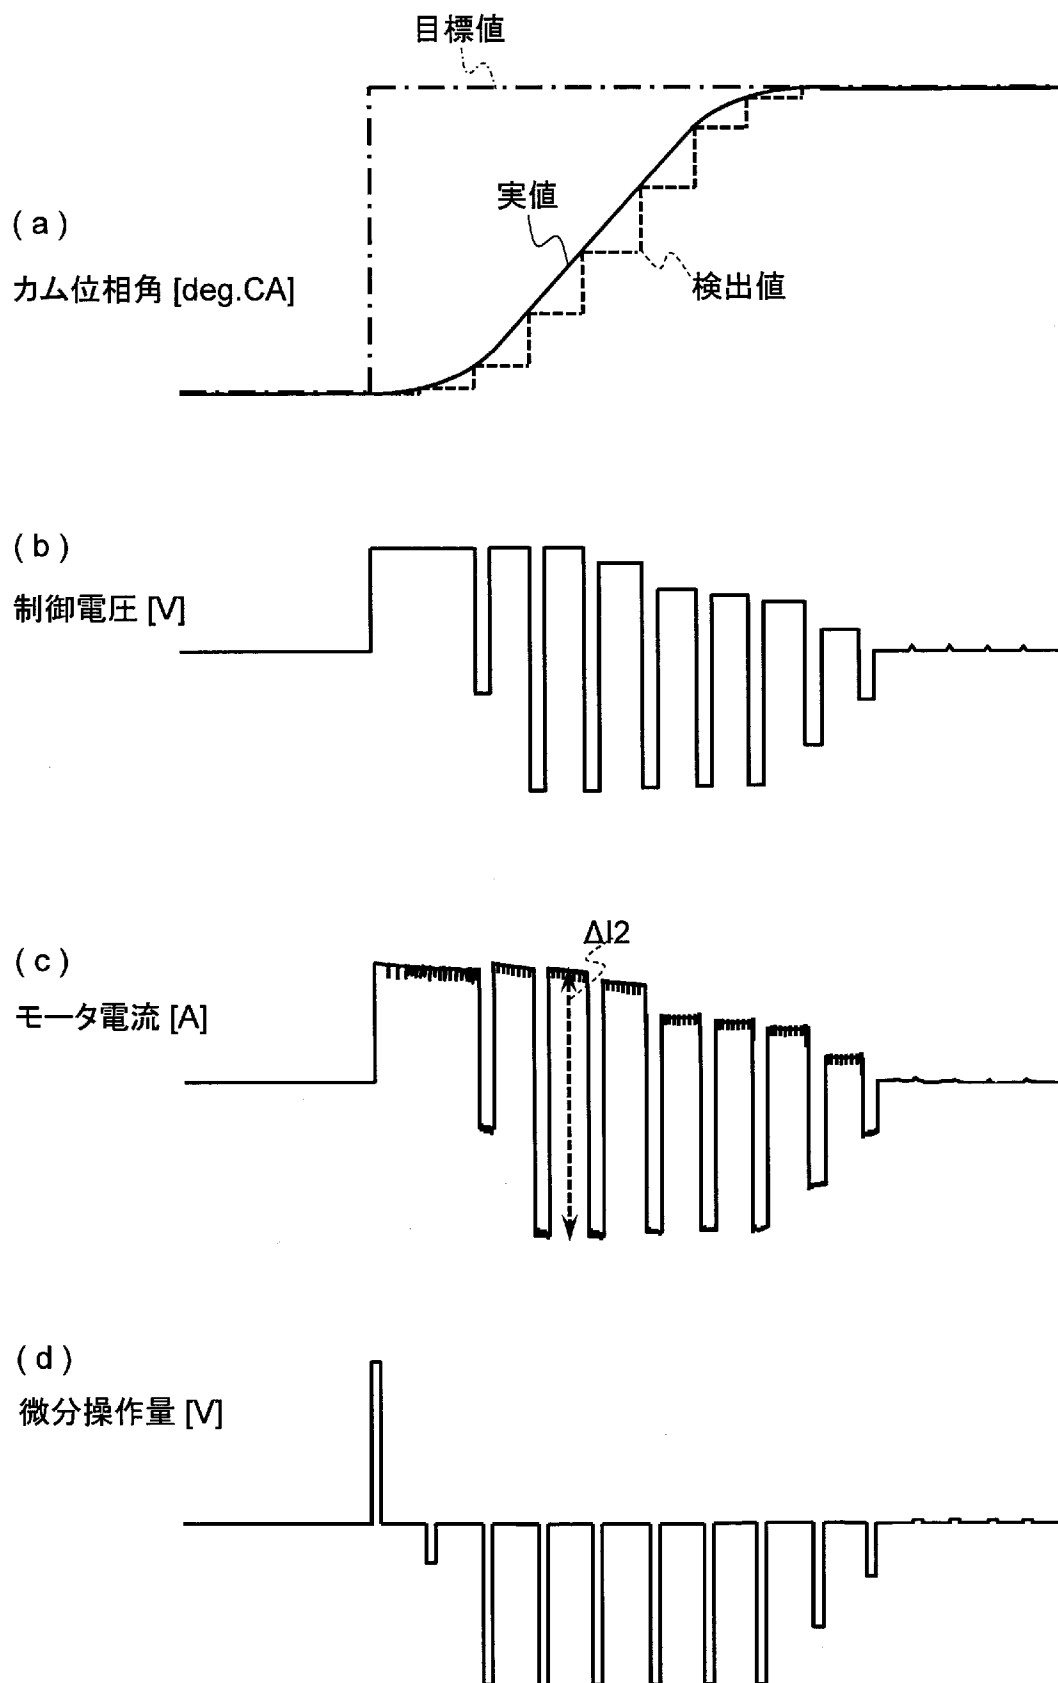 目標値
実値
( a )
カム位相角 [deg.CA]
検出値
( b )
制御電圧 [V]
ΔI2
( c )
モータ電流 [A]
( d )
微分操作量 [V]